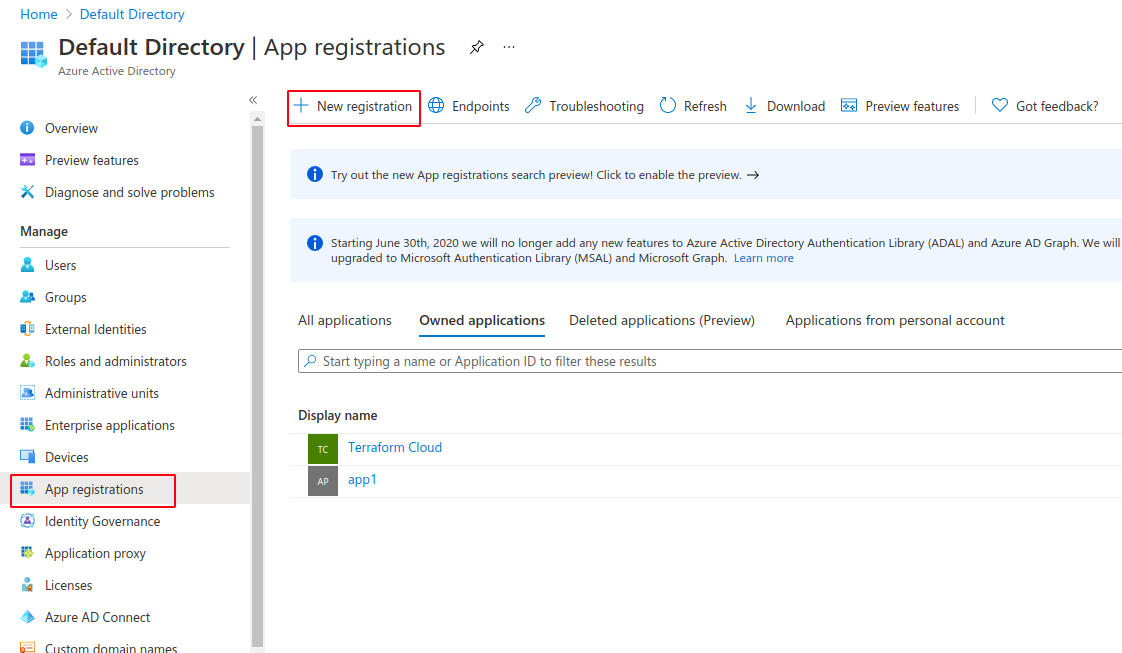 Home > Default Directory
Default Directory | App registrations
Azure Active Directory
Overview
Preview features
Diagnose and solve problems
Manage
Users
Groups
External Identities
Roles and administrators
Administrative units
Enterprise applications
Devices
App registrations
Identity Governance
Application proxy
Licenses
Azure AD Connect
Custom domain names
New registration Endpoints Troubleshooting Refresh Download Preview features Got feedback?
Try out the new App registrations search preview! Click to enable the preview. →
Starting June 30th, 2020 we will no longer add any new features to Azure Active Directory Authentication Library (ADAL) and Azure AD Graph. We will
upgraded to Microsoft Authentication Library (MSAL) and Microsoft Graph. Learn more
All applications Owned applications Deleted applications (Preview) Applications from personal account
Start typing a name or Application ID to filter these results
Display name
TC Terraform Cloud
AP app1